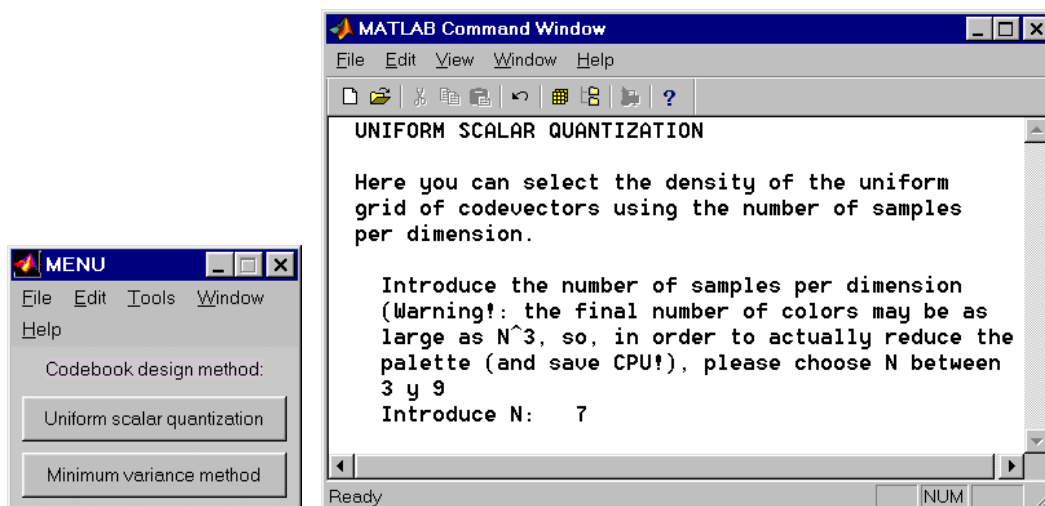 MENU
File Edit Tools Window
Help
Codebook design method:
Uniform scalar quantization
Minimum variance method
MATLAB Command Window
File Edit View Window Help
UNIFORM SCALAR QUANTIZATION
Here you can select the density of the uniform
grid of codevectors using the number of samples
per dimension.
Introduce the number of samples per dimension
(Warning!: the final number of colors may be as
large as N^3, so, in order to actually reduce the
palette (and save CPU!), please choose N between
3 y 9
Introduce N: 7
Ready NUM